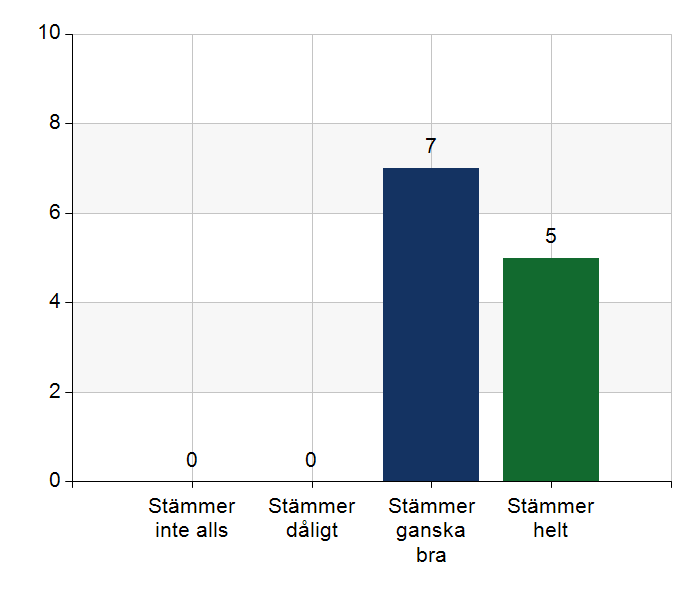 10
8
7
6
5
4
2
0
0
0
Stämmer
inte alls
Stämmer
dåligt
Stämmer
ganska
bra
Stämmer
helt